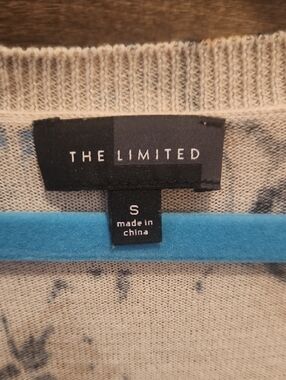 THE LIMITED
S
made in
china